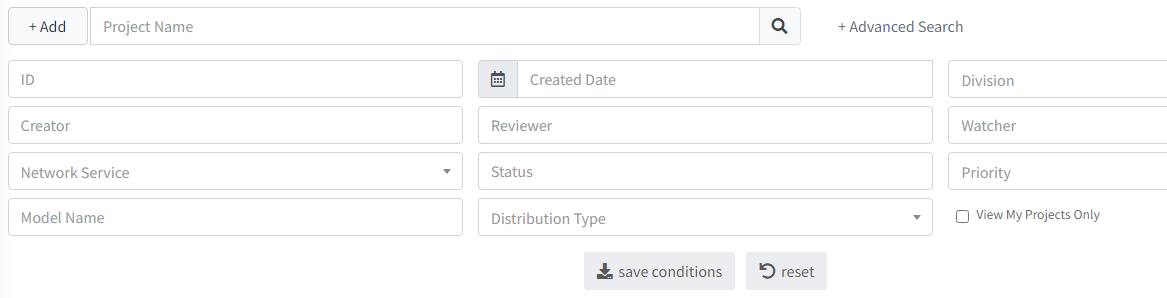 + Add Project Name + Advanced Search
ID Created Date Division
Creator Reviewer Watcher
Network Service Status Priority
Model Name Distribution Type View My Projects Only
save conditions reset